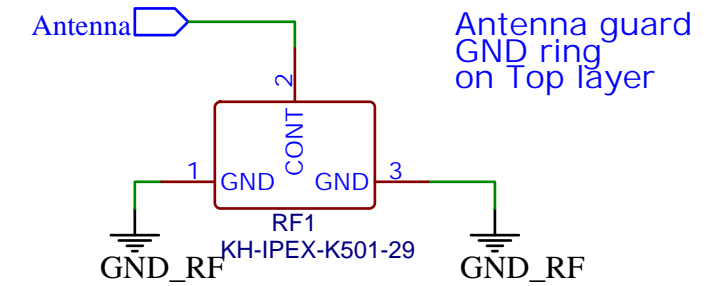 Antenna
Antenna guard
GND ring
on Top layer
2
CONT
1
GND
GND
3
RF1
KH-IPEX-K501-29
GND_RF
GND_RF